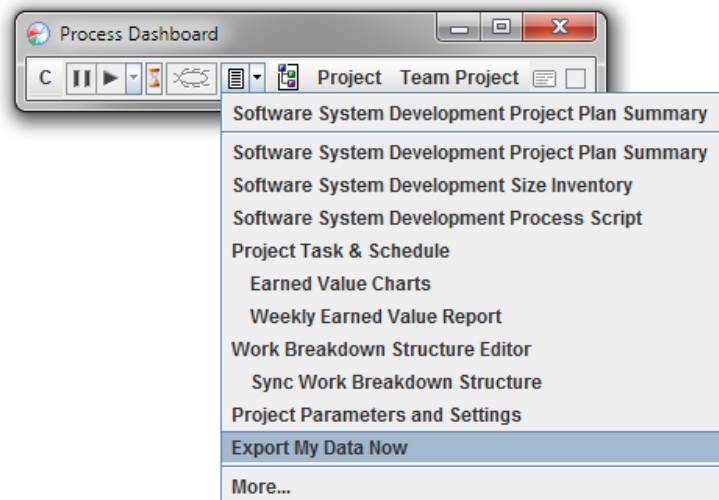 Process Dashboard
C Project Team Project
Software System Development Project Plan Summary
Software System Development Project Plan Summary
Software System Development Size Inventory
Software System Development Process Script
Project Task & Schedule
Earned Value Charts
Weekly Earned Value Report
Work Breakdown Structure Editor
Sync Work Breakdown Structure
Project Parameters and Settings
Export My Data Now
More...